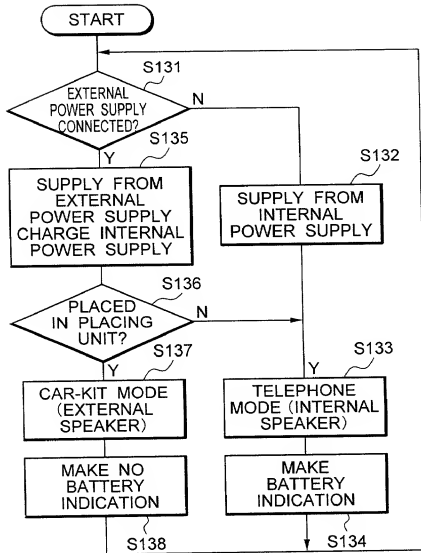 START
S131
EXTERNAL
POWER SUPPLY
CONNECTED?
N
Y
S135
S132
SUPPLY FROM
EXTERNAL
POWER SUPPLY
CHARGE INTERNAL
POWER SUPPLY
SUPPLY FROM
INTERNAL
POWER SUPPLY
S136
PLACED
IN PLACING
UNIT?
N
Y
S137
Y
S133
CAR-KIT MODE
(EXTERNAL
SPEAKER)
TELEPHONE
MODE (INTERNAL
SPEAKER)
MAKE NO
BATTERY
INDICATION
MAKE
BATTERY
INDICATION
S138
S134